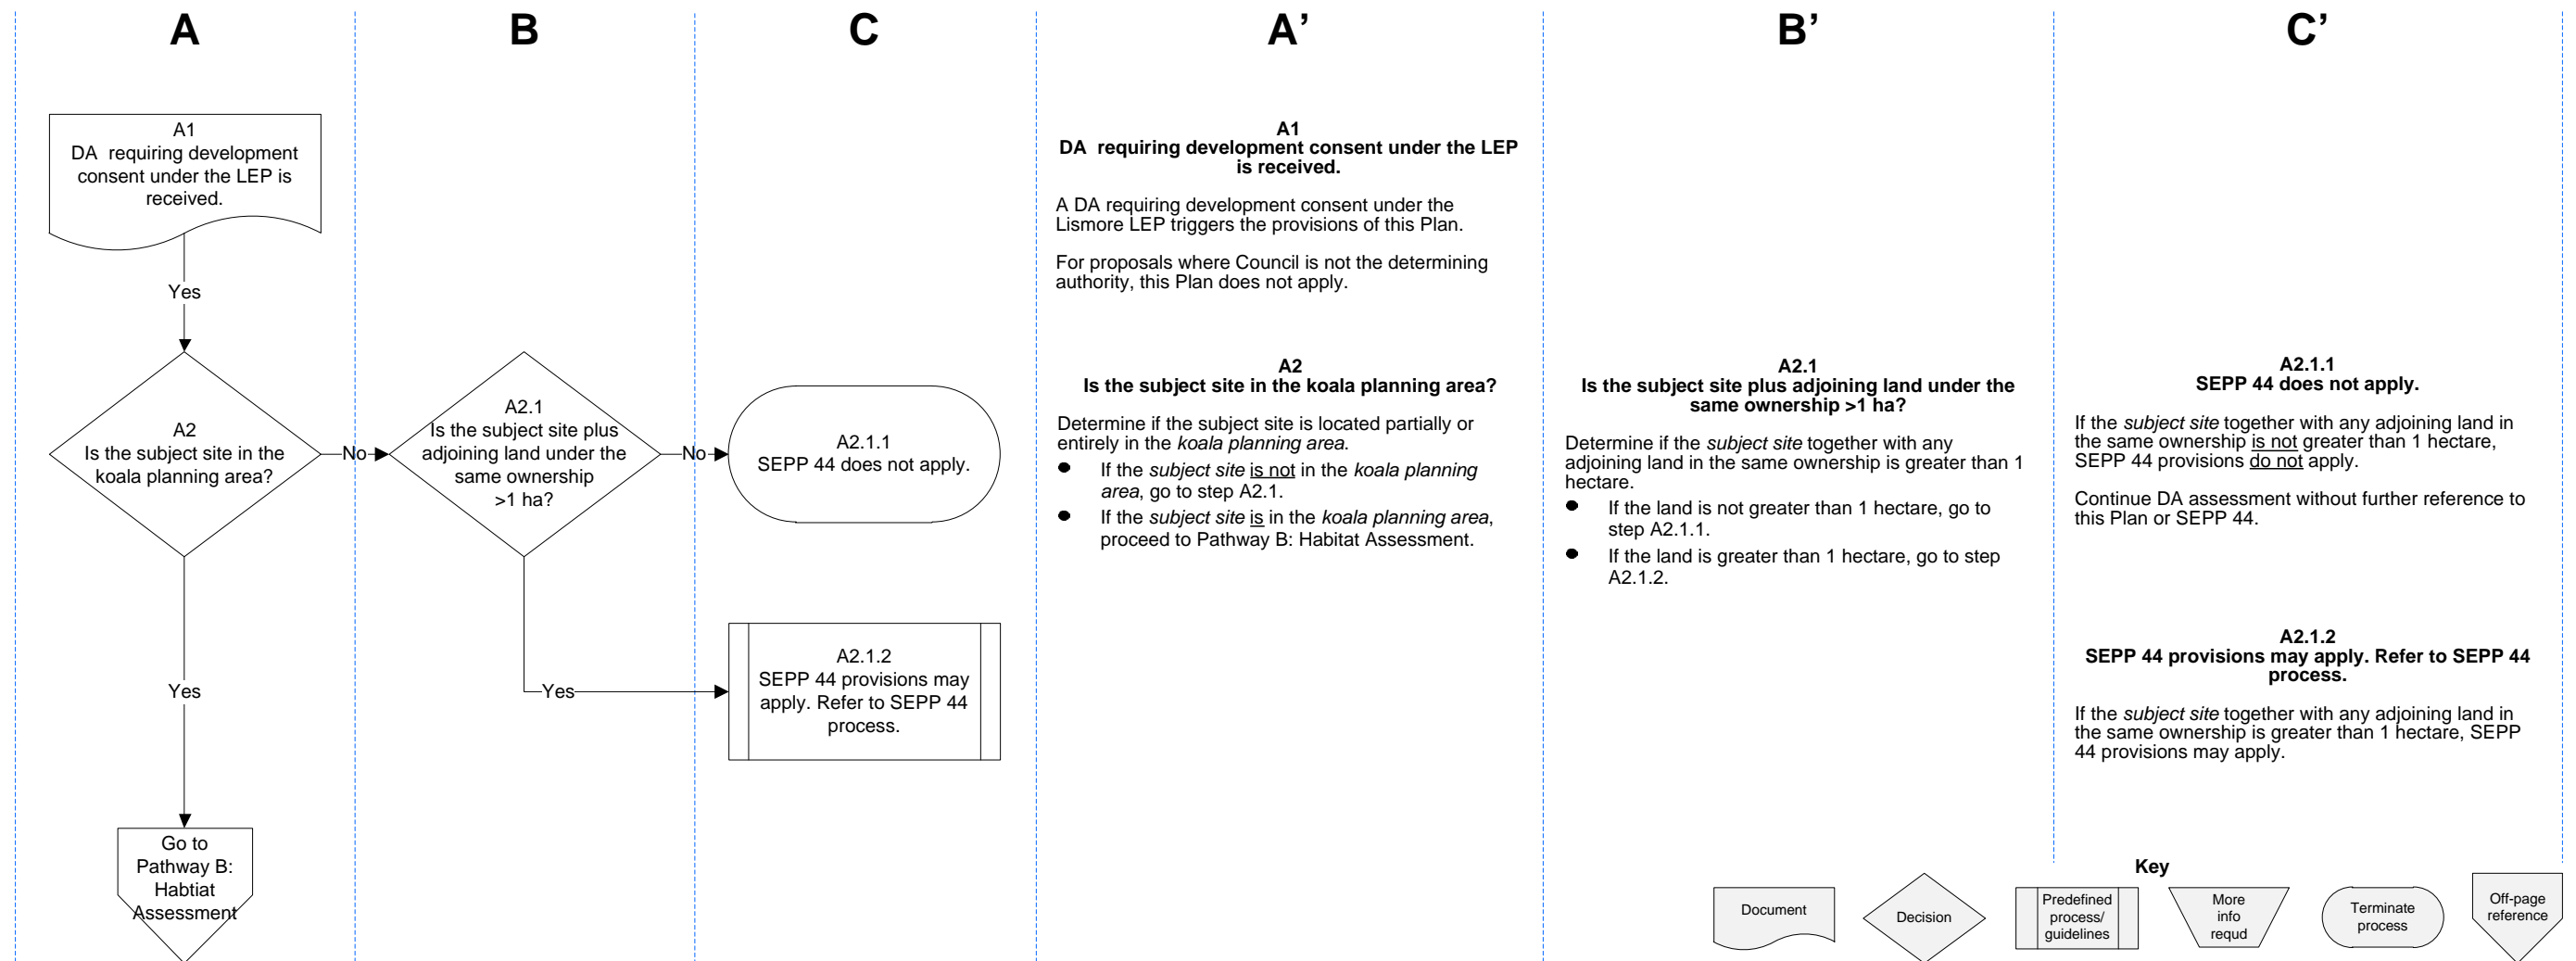 A
B
C
A’
B’
C’
A1
DA requiring development
consent under the LEP is
received.
Yes
A2
Is the subject site in the
koala planning area?
No
A2.1
Is the subject site plus
adjoining land under the
same ownership
>1 ha?
No
A2.1.1
SEPP 44 does not apply.
Yes
Yes
A2.1.2
SEPP 44 provisions may
apply. Refer to SEPP 44
process.
Go to
Pathway B:
Habtiat
Assessment
A1
DA requiring development consent under the LEP
is received.
A DA requiring development consent under the
Lismore LEP triggers the provisions of this Plan.
For proposals where Council is not the determining
authority, this Plan does not apply.
A2
Is the subject site in the koala planning area?
Determine if the subject site is located partially or
entirely in the koala planning area.
● If the subject site is not in the koala planning
area, go to step A2.1.
● If the subject site is in the koala planning area,
proceed to Pathway B: Habitat Assessment.
A2.1
Is the subject site plus adjoining land under the
same ownership >1 ha?
Determine if the subject site together with any
adjoining land in the same ownership is greater than 1
hectare.
● If the land is not greater than 1 hectare, go to
step A2.1.1.
● If the land is greater than 1 hectare, go to step
A2.1.2.
A2.1.1
SEPP 44 does not apply.
If the subject site together with any adjoining land in
the same ownership is not greater than 1 hectare,
SEPP 44 provisions do not apply.
Continue DA assessment without further reference to
this Plan or SEPP 44.
A2.1.2
SEPP 44 provisions may apply. Refer to SEPP 44
process.
If the subject site together with any adjoining land in
the same ownership is greater than 1 hectare, SEPP
44 provisions may apply.
Key
Document
Decision
Predefined
process/
guidelines
More
info
requd
Terminate
process
Off-page
reference